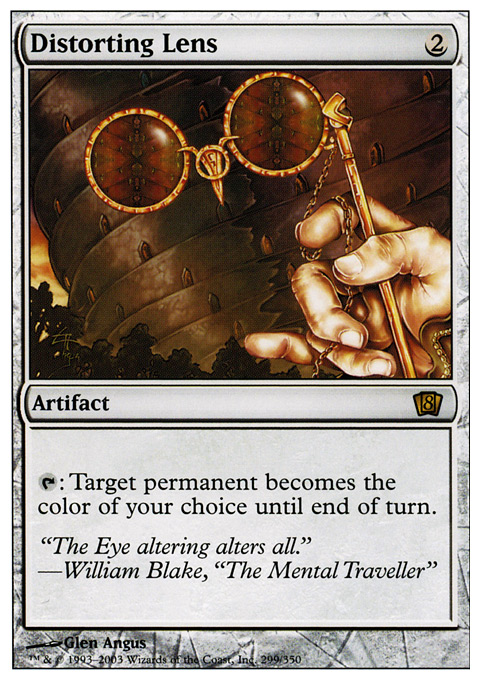 Distorting Lens 2
Artifact 8
: Target permanent becomes the
color of your choice until end of turn.
“The Eye altering alters all.”
—William Blake, “The Mental Traveller”
Glen Angus
™ & © 1993–2003 Wizards of the Coast, Inc. 299/350